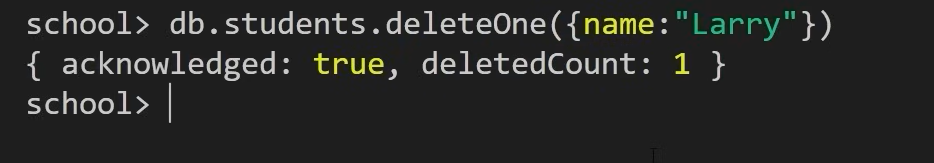 school> db.students.deleteOne({name:"Larry"})
{ acknowledged: true, deletedCount: 1 }
school>